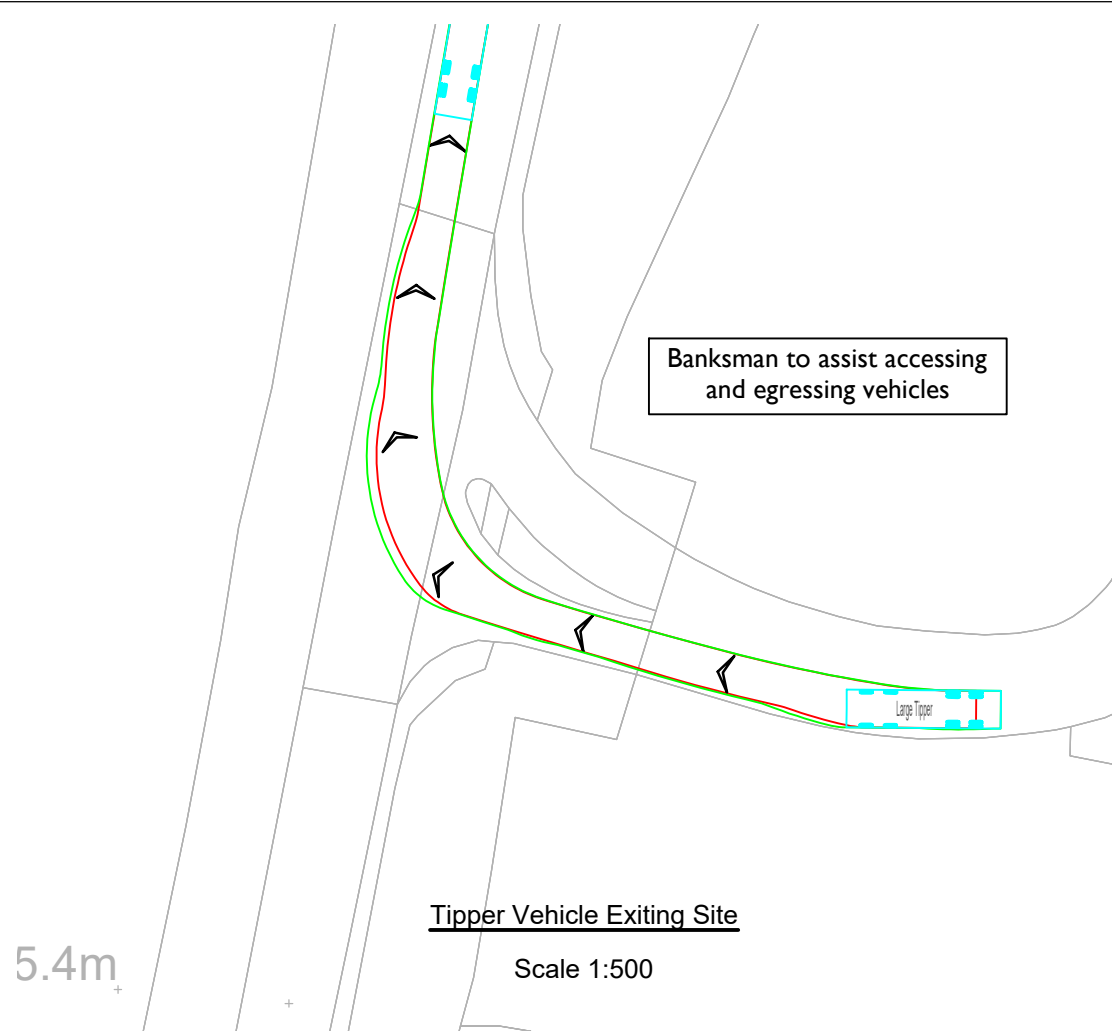 Banksman to assist accessing
and egressing vehicles
Large Tipper
Tipper Vehicle Exiting Site
Scale 1:500
5.4m